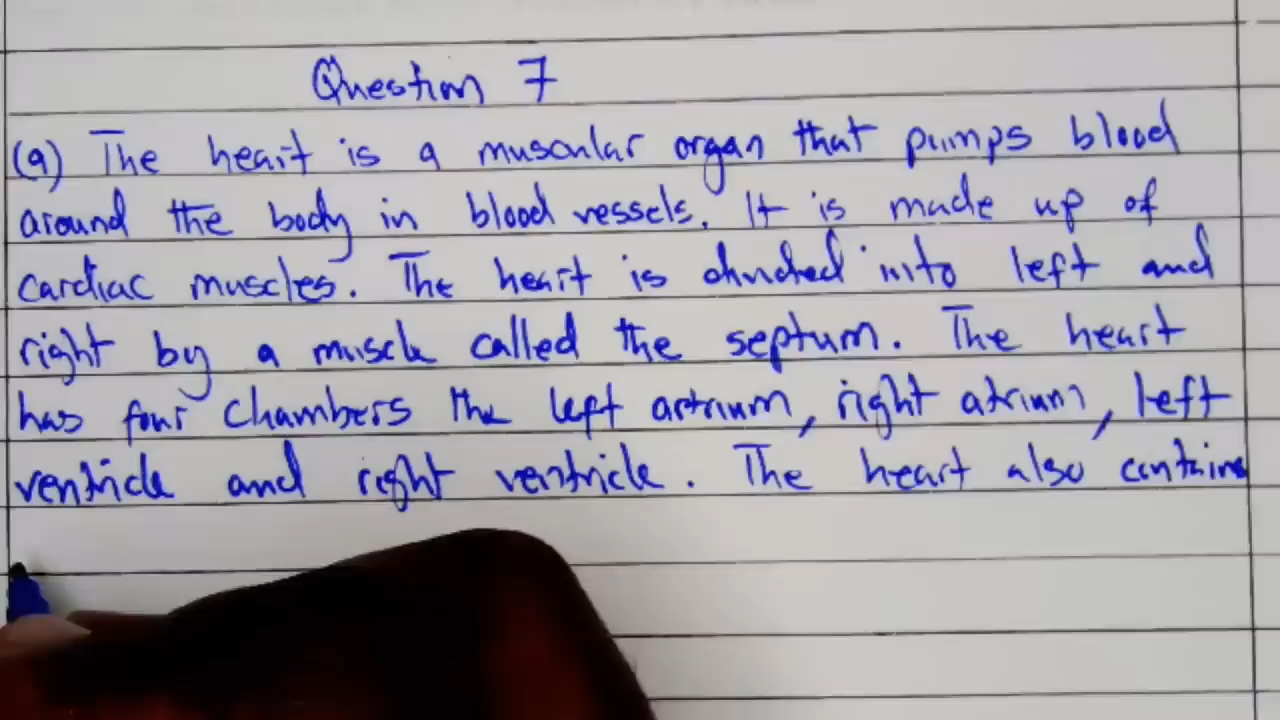 Question 7
(a) The heart is a muscular organ that pumps blood
around the body in blood vessels. It is made up of
cardiac muscles. The heart is divided into left and
right by a muscle called the septum. The heart
has four chambers the left artrium, right atrium, left
ventricle and right ventricle. The heart also contains